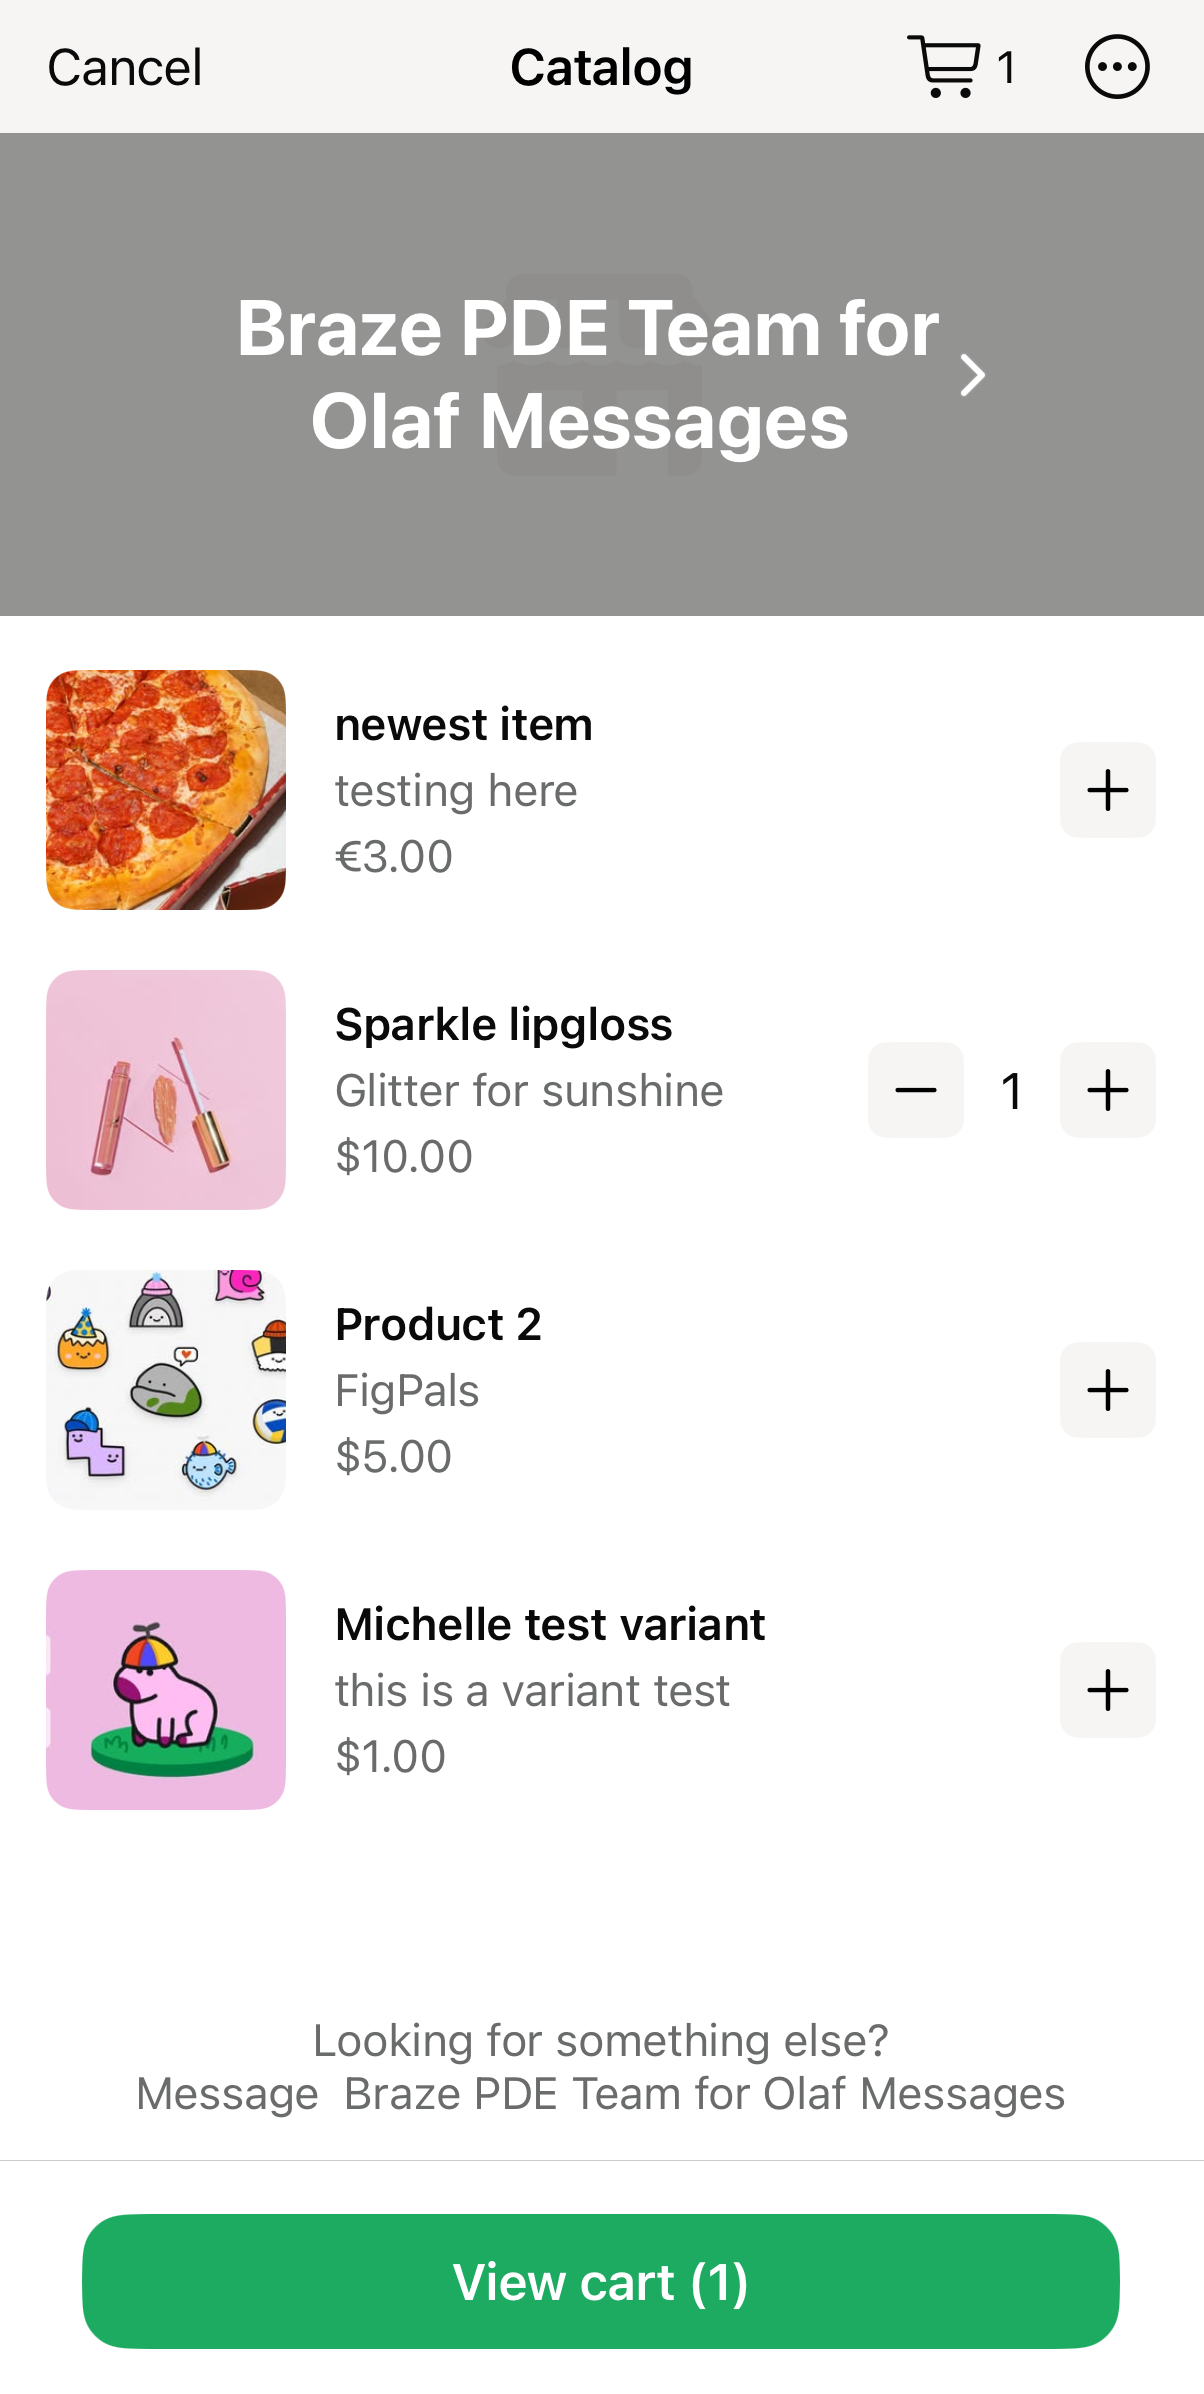 Cancel
Catalog
1
Braze PDE Team for
Olaf Messages
newest item
testing here
€3.00
Sparkle lipgloss
Glitter for sunshine
$10.00
1
Product 2
FigPals
$5.00
Michelle test variant
this is a variant test
$1.00
Looking for something else?
Message  Braze PDE Team for Olaf Messages
View cart (1)